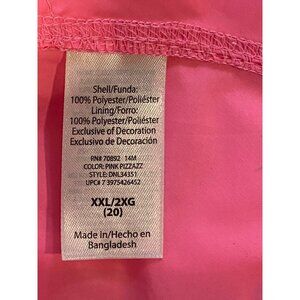 Shell/Funda:
100% Polyester/Poliéster
Lining/Forro:
100% Polyester/Poliéster
Exclusive of Decoration
Exclusivo de Decoración
RN# 70892 14M
COLOR: PINK PIZZAZZ
STYLE: DNL34351
UPC# 7 3975426452
XXL/2XG
(20)
Made in/Hecho en
Bangladesh